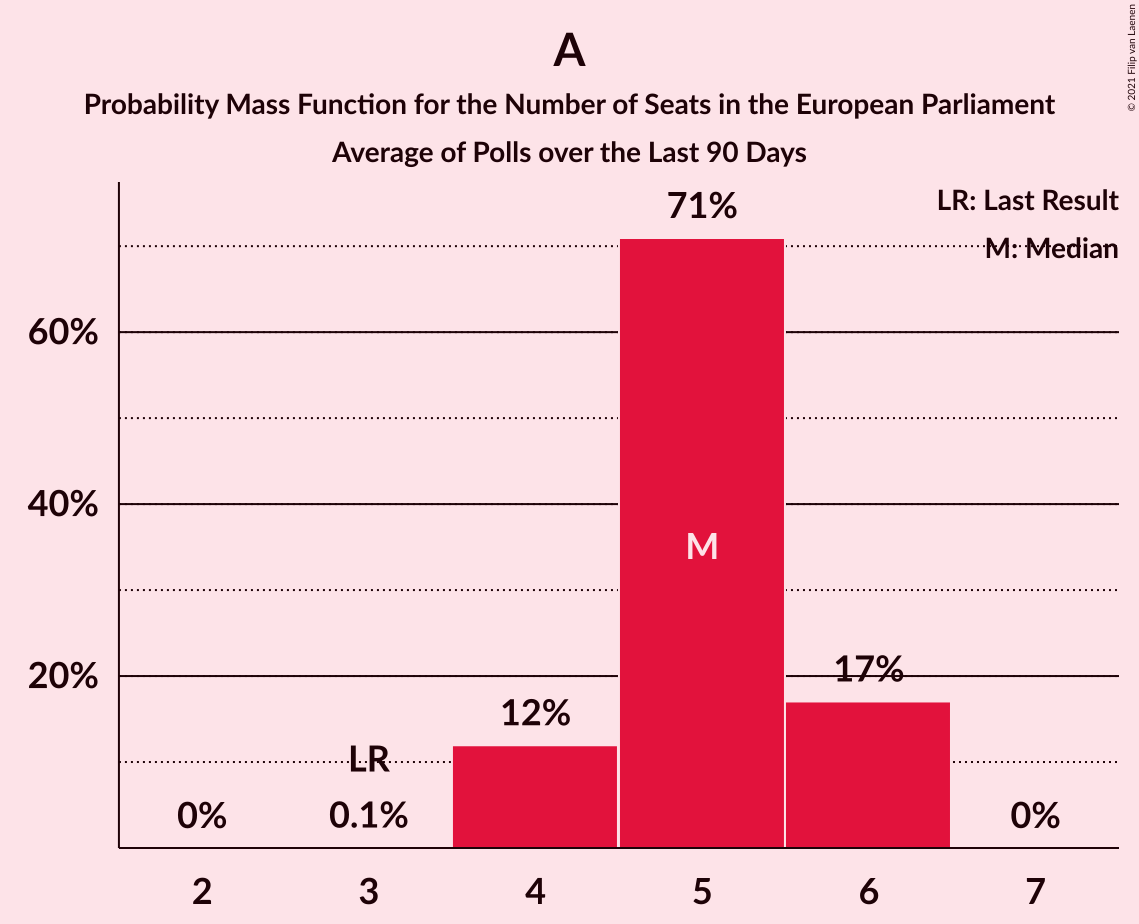 A
Probability Mass Function for the Number of Seats in the European Parliament
Average of Polls over the Last 90 Days
© 2021 Filip van Laenen
LR: Last Result
M: Median
71%
60%
40%
M
20%
17%
12%
LR
0% 0.1% 0%
2 3 4 5 6 7